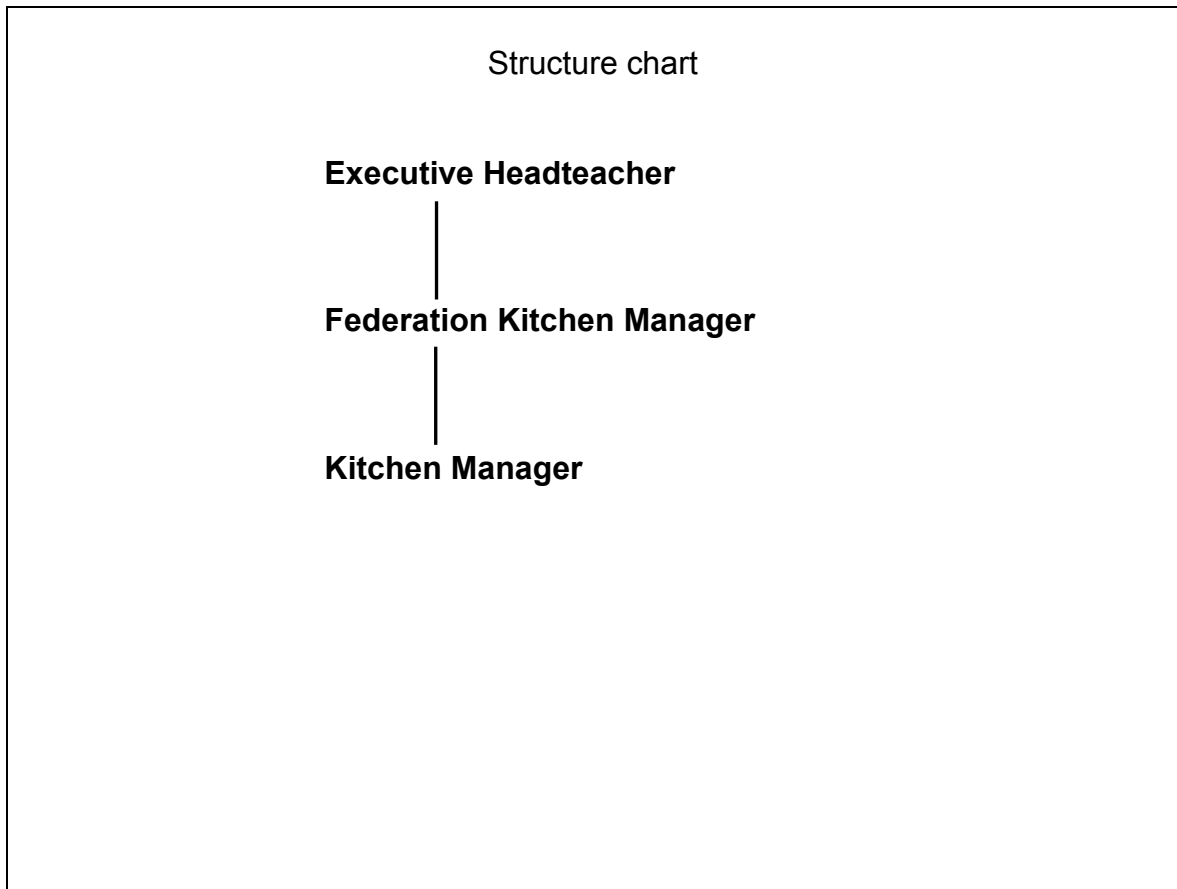 Structure chart
Executive Headteacher
Federation Kitchen Manager
Kitchen Manager